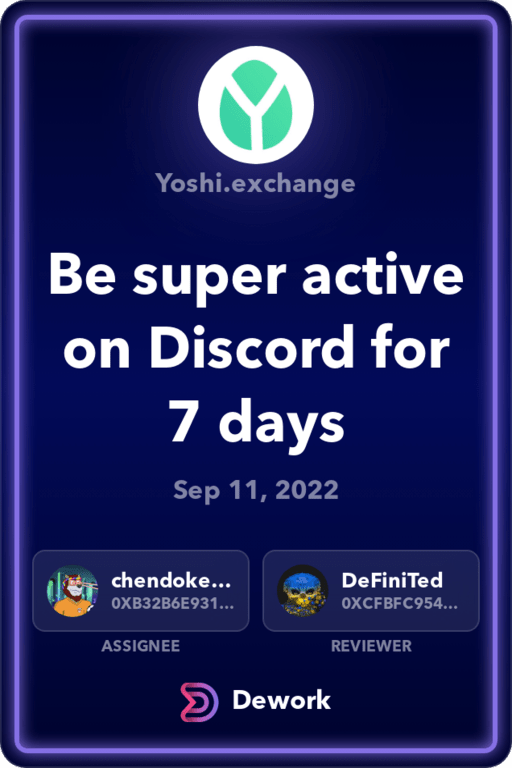 Yoshi.exchange
Be super active
on Discord for
7 days
Sep 11, 2022
chendoke...
0XB32B6E931...
ASSIGNEE
DeFiniTed
0XCFBFC954...
REVIEWER
Dework